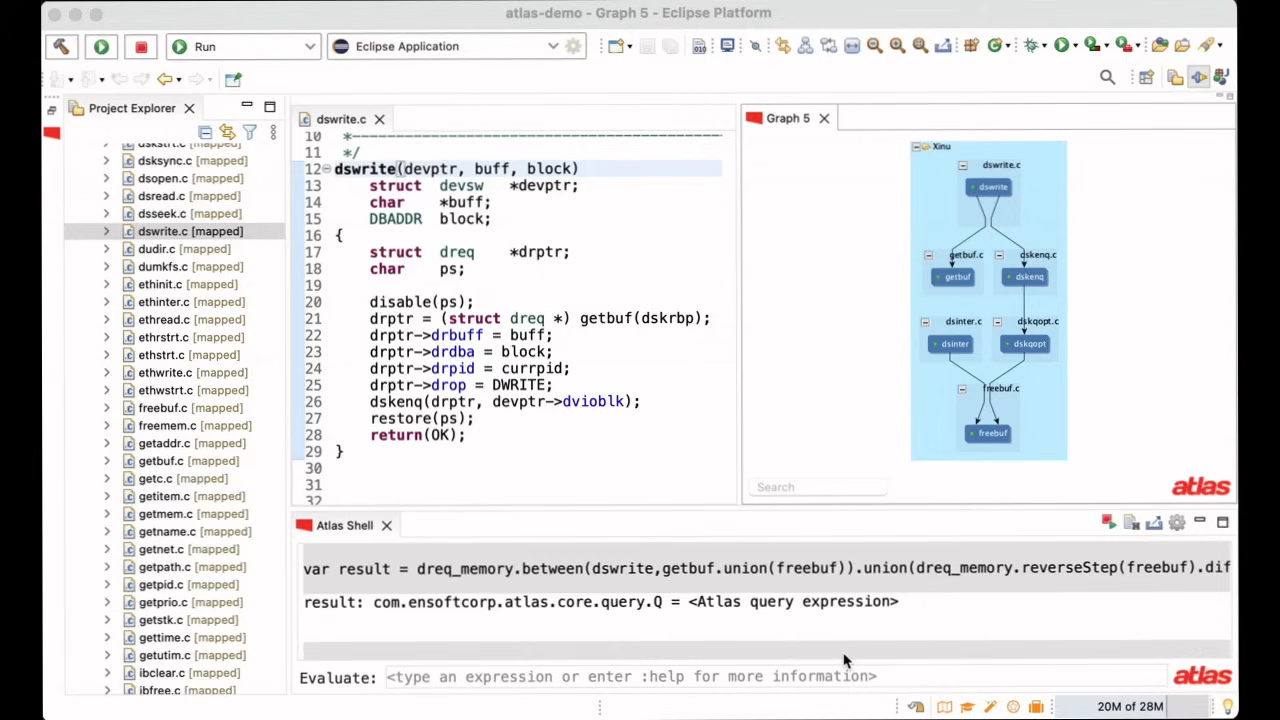 atlas-demo - Graph 5 - Eclipse Platform
Run
Eclipse Application
Project Explorer
dskstrt.c [mapped]
dsksync.c [mapped]
dsopen.c [mapped]
dsread.c [mapped]
dsseek.c [mapped]
dswrite.c [mapped]
dudir.c [mapped]
dumkfs.c [mapped]
ethinit.c [mapped]
ethinter.c [mapped]
ethread.c [mapped]
ethrstrt.c [mapped]
ethstrt.c [mapped]
ethwrite.c [mapped]
ethwstrt.c [mapped]
freebuf.c [mapped]
freemem.c [mapped]
getaddr.c [mapped]
getbuf.c [mapped]
getc.c [mapped]
getitem.c [mapped]
getmem.c [mapped]
getname.c [mapped]
getnet.c [mapped]
getpath.c [mapped]
getpid.c [mapped]
getprio.c [mapped]
getstk.c [mapped]
gettime.c [mapped]
getutim.c [mapped]
ibclear.c [mapped]
ibfree.c [mapped]
dswrite.c
10 *------------------------------------------------
11 */
12 dswrite(devptr, buff, block)
13 struct devsw *devptr;
14 char *buff;
15 DBADDR block;
16 {
17 struct dreq *drptr;
18 char ps;
19
20 disable(ps);
21 drptr = (struct dreq *) getbuf(dskrbp);
22 drptr->drbuff = buff;
23 drptr->drdba = block;
24 drptr->drpid = currpid;
25 drptr->drop = DWRITE;
26 dskenq(drptr, devptr->dvioblk);
27 restore(ps);
28 return(OK);
29 }
30
31
32
Graph 5
Xinu
dswrite.c
dswrite
getbuf.c
dskenq.c
getbuf
dskenq
dsinter.c
dskqopt.c
dsinter
dskqopt
freebuf.c
freebuf
Search
atlas
Atlas Shell
var result = dreq_memory.between(dswrite,getbuf.union(freebuf)).union(dreq_memory.reverseStep(freebuf).dif
result: com.ensoftcorp.atlas.core.query.Q = <Atlas query expression>
Evaluate: <type an expression or enter :help for more information>
atlas
20M of 28M